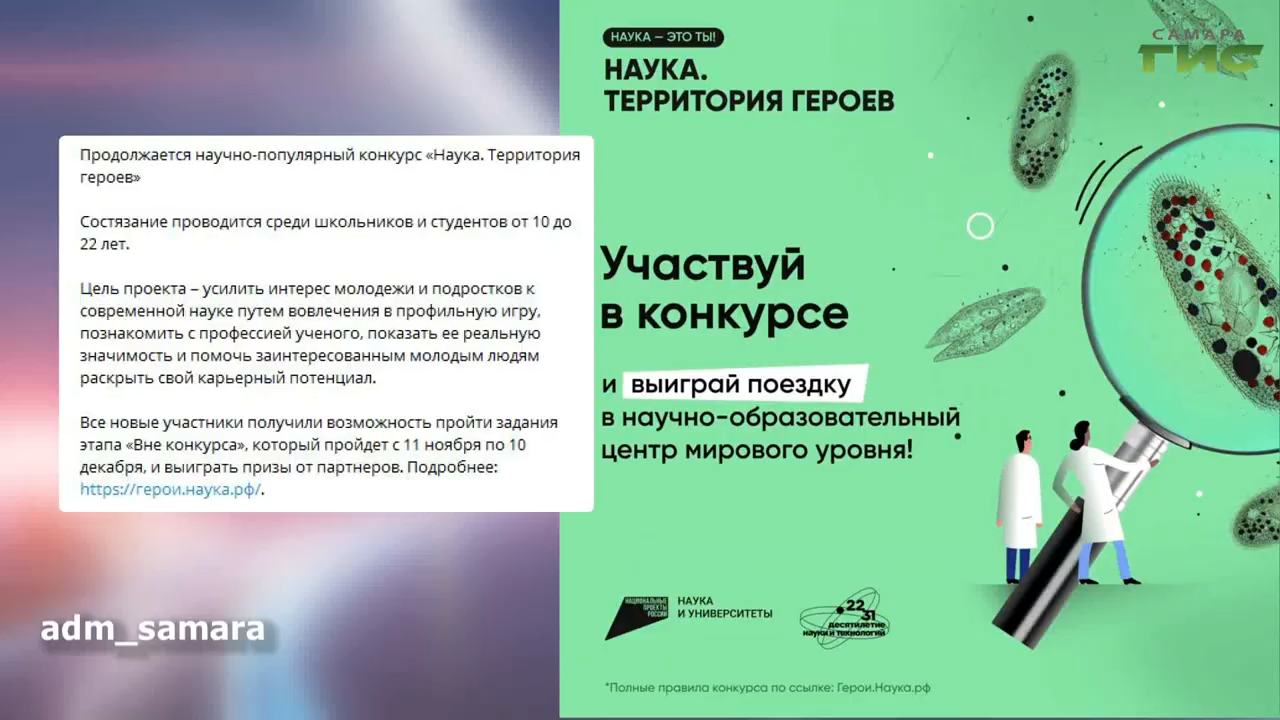 Продолжается научно-популярный конкурс «Наука. Территория
героев»
Состязание проводится среди школьников и студентов от 10 до
22 лет.
Цель проекта – усилить интерес молодежи и подростков к
современной науке путем вовлечения в профильную игру,
познакомить с профессией ученого, показать ее реальную
значимость и помочь заинтересованным молодым людям
раскрыть свой карьерный потенциал.
Все новые участники получили возможность пройти задания
этапа «Вне конкурса», который пройдет с 11 ноября по 10
декабря, и выиграть призы от партнеров. Подробнее:
https://герои.наука.рф/.
adm_samara
НАУКА – ЭТО ТЫ!
НАУКА.
ТЕРРИТОРИЯ ГЕРОЕВ
САМАРА
ГИС
Участвуй
в конкурсе
и выиграй поездку
в научно-образовательный
центр мирового уровня!
НАЦИОНАЛЬНЫЕ
ПРОЕКТЫ
РОССИИ
НАУКА
И УНИВЕРСИТЕТЫ
22
31
десятилетие
науки и технологий
*Полные правила конкурса по ссылке: Герои.Наука.рф